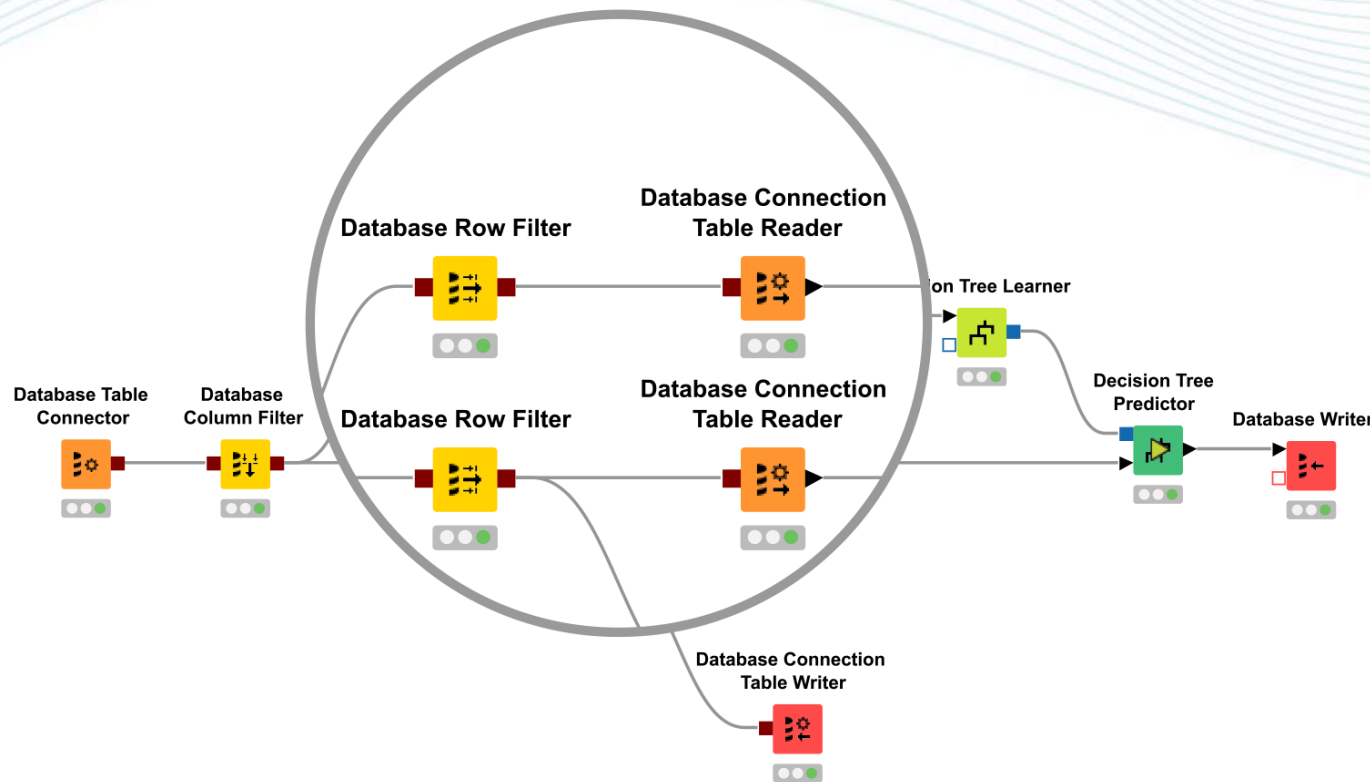 Database Connection
Table Reader
Database Row Filter
ion Tree Learner
Database Connection
Table Reader
Database Row Filter
Database Table
Connector
Database
Column Filter
Decision Tree
Predictor
Database Writer
Database Connection
Table Writer